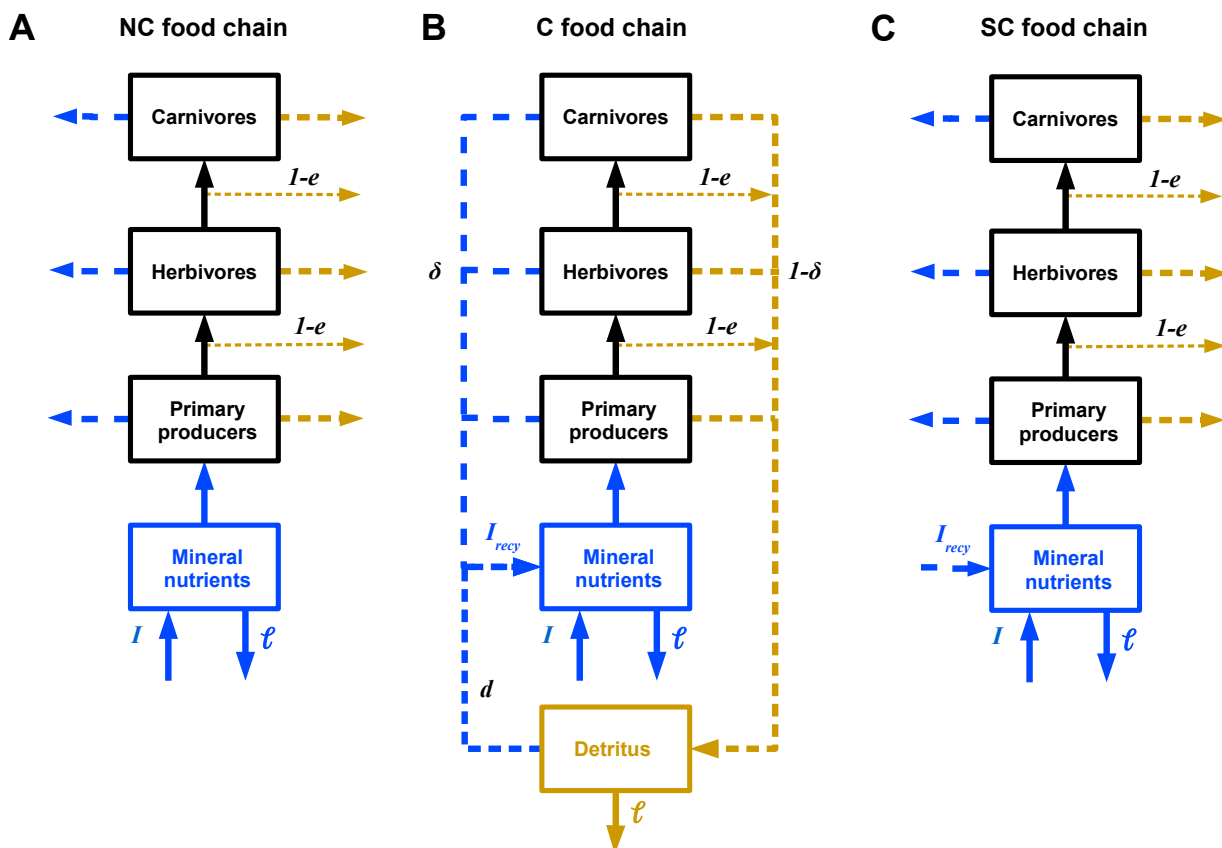 A
NC food chain
Carnivores
1-e
Herbivores
1-e
Primary
producers
Mineral
nutrients
I
ℓ
B
C food chain
Carnivores
1-e
δ
Herbivores
1-δ
1-e
Primary
producers
I_recy
Mineral
nutrients
I
ℓ
d
Detritus
ℓ
C
SC food chain
Carnivores
1-e
Herbivores
1-e
Primary
producers
I_recy
Mineral
nutrients
I
ℓ